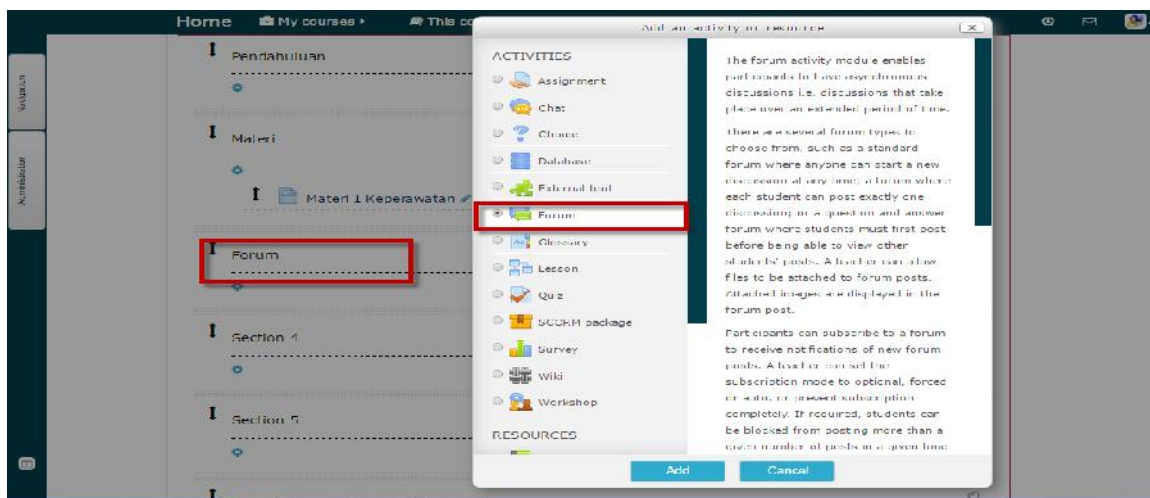 Home My courses This co
Navigation
Administration
Pendahuluan
Materi
Materi 1 Keperawatan
Forum
Section 4
Section 5
Add an activity or resource
ACTIVITIES
Assignment
Chat
Choice
Database
External tool
Forum
Glossary
Lesson
Quiz
SCORM package
Survey
Wiki
Workshop
RESOURCES
The forum activity module enables
participants to have asynchronous
discussions i.e. discussions that take
place over an extended period of time.
There are several forum types to
choose from, such as a standard
forum where anyone can start a new
discussion at any time; a forum where
each student can post exactly one
discussion; or a question and answer
forum where students must first post
before being able to view other
students' posts. A teacher can allow
files to be attached to forum posts.
Attached images are displayed in the
forum post.
Participants can subscribe to a forum
to receive notifications of new forum
posts. A teacher can set the
subscription mode to optional, forced
or auto, or prevent subscription
completely. If required, students can
be blocked from posting more than a
given number of posts in a given time
Add Cancel